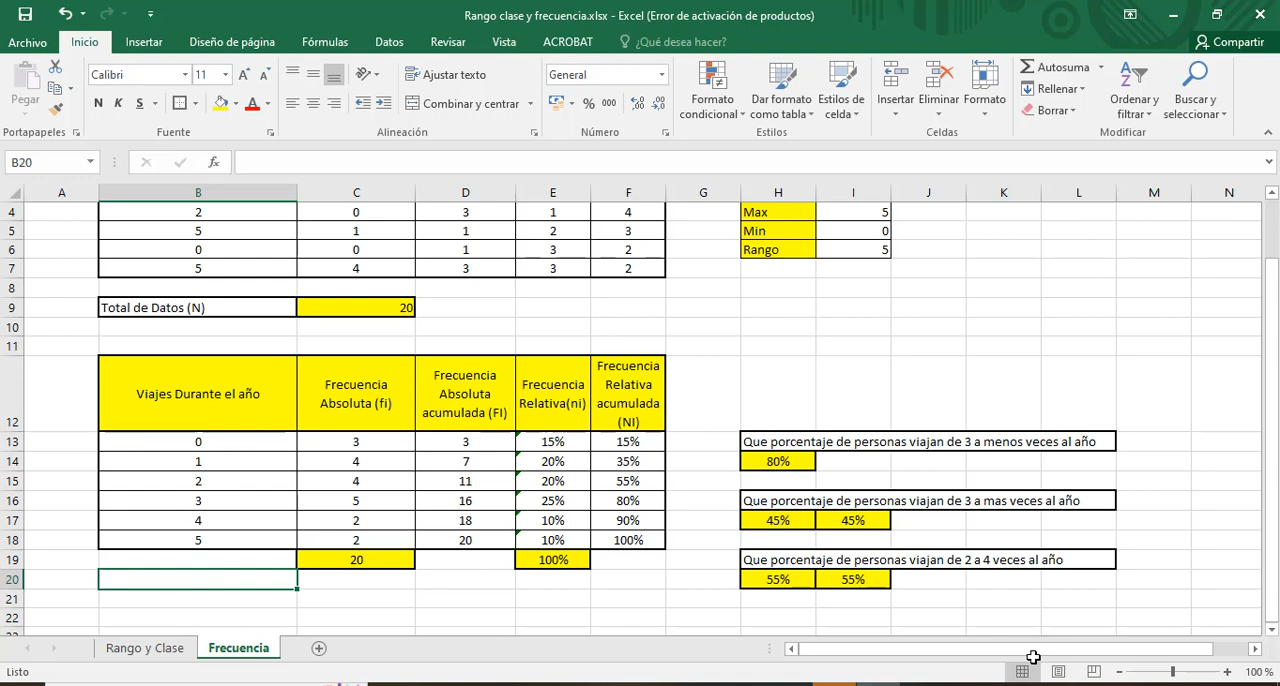 Rango clase y frecuencia.xlsx - Excel (Error de activación de productos)
Archivo Inicio Insertar Diseño de página Fórmulas Datos Revisar Vista ACROBAT ¿Qué desea hacer? Compartir
Pegar
Calibri 11
N K S A
Ajustar texto
Combinar y centrar
General
% 000
Formato condicional
Dar formato como tabla
Estilos de celda
Insertar Eliminar Formato
Autosuma
Rellenar
Borrar
Ordenar y filtrar
Buscar y seleccionar
Portapapeles Fuente Alineación Número Estilos Celdas Modificar
B20 fx
A B C D E F G H I J K L M N
4 2 0 3 1 4 Max 5
5 5 1 1 2 3 Min 0
6 0 0 1 3 2 Rango 5
7 5 4 3 3 2
8
9 Total de Datos (N) 20
10
11
12 Viajes Durante el año Frecuencia Absoluta (fi) Frecuencia Absoluta acumulada (FI) Frecuencia Relativa(ni) Frecuencia Relativa acumulada (NI)
13 0 3 3 15% 15% Que porcentaje de personas viajan de 3 a menos veces al año
14 1 4 7 20% 35% 80%
15 2 4 11 20% 55%
16 3 5 16 25% 80% Que porcentaje de personas viajan de 3 a mas veces al año
17 4 2 18 10% 90% 45% 45%
18 5 2 20 10% 100%
19 20 100% Que porcentaje de personas viajan de 2 a 4 veces al año
20 55% 55%
21
22
Rango y Clase Frecuencia
Listo 100 %